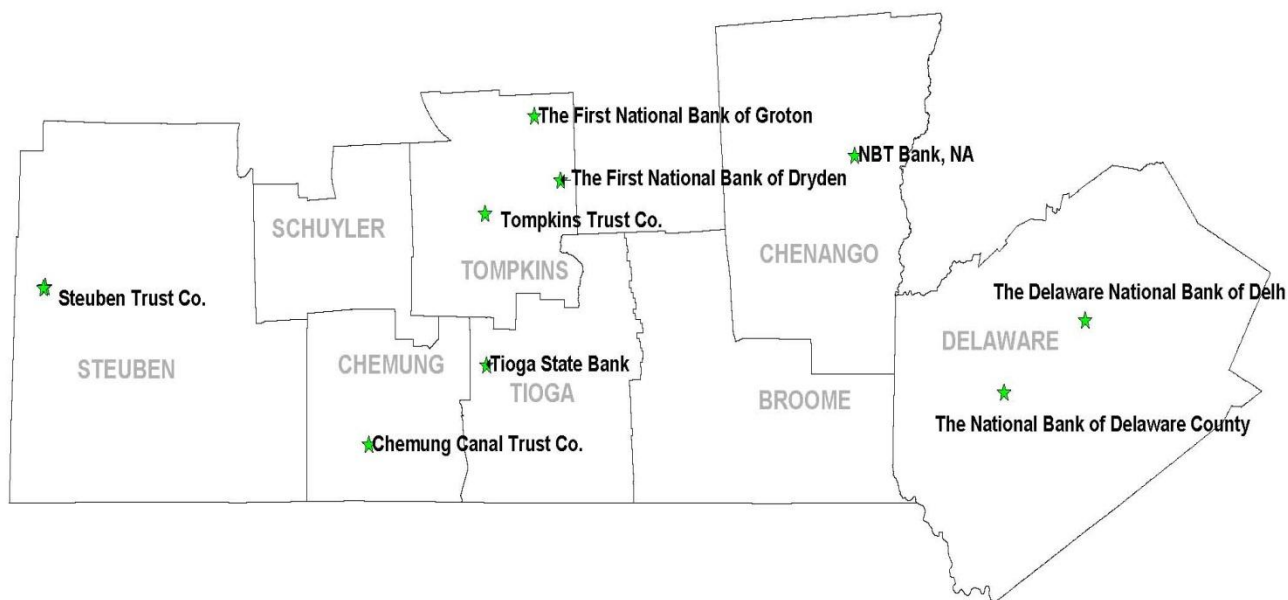 The First National Bank of Groton
NBT Bank, NA
The First National Bank of Dryden
SCHUYLER
Tompkins Trust Co.
CHENANGO
TOMPKINS
Steuben Trust Co.
The Delaware National Bank of Delh
DELAWARE
STEUBEN
CHEMUNG
Tioga State Bank
TIOGA
BROOME
The National Bank of Delaware County
Chemung Canal Trust Co.